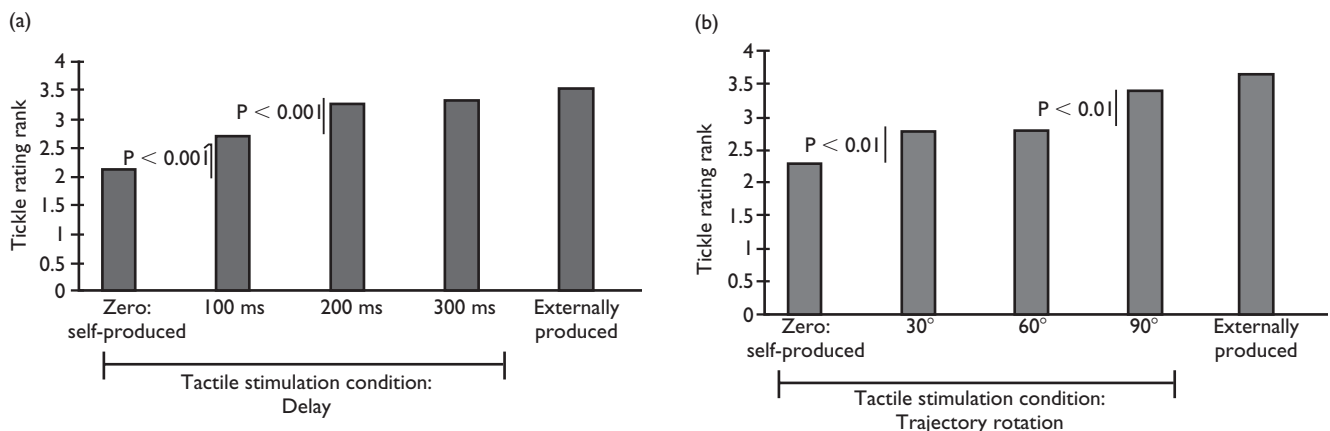 (a)
4
3.5
3
2.5
2
1.5
1
0.5
0
Tickle rating rank
P < 0.001
P < 0.001
Zero: 100 ms 200 ms 300 ms Externally
self-produced produced
Tactile stimulation condition:
Delay
(b)
4
3.5
3
2.5
2
1.5
1
0.5
0
Tickle rating rank
P < 0.01
P < 0.01
Zero: 30° 60° 90° Externally
self-produced produced
Tactile stimulation condition:
Trajectory rotation